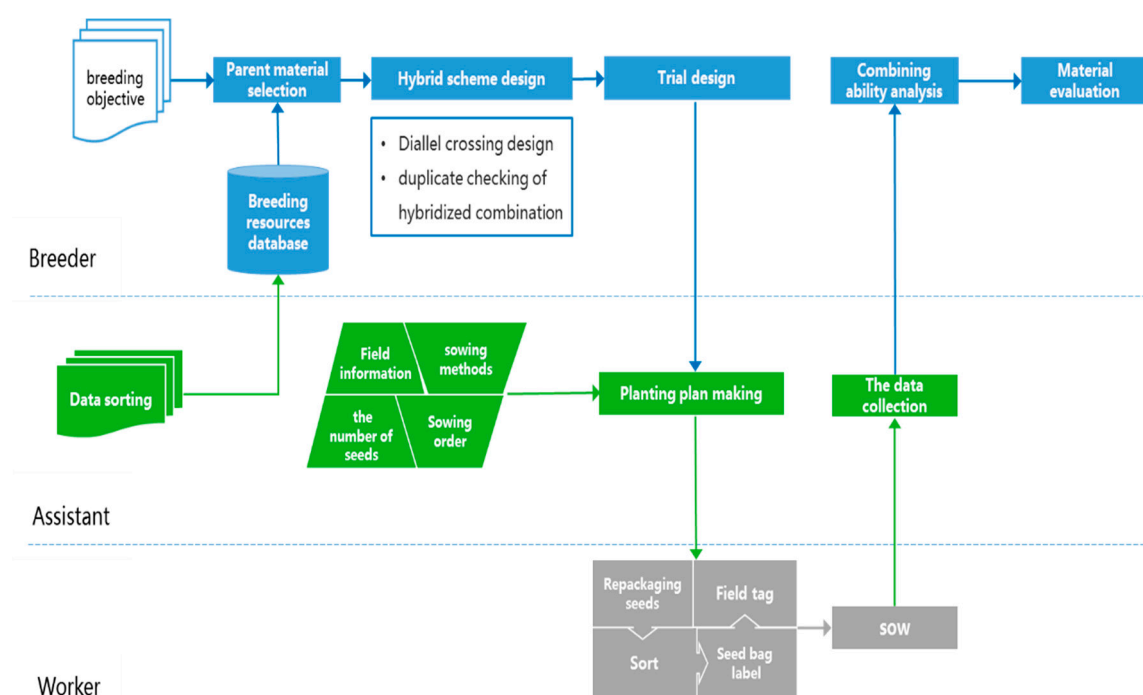 breeding
objective
Parent material
selection
Hybrid scheme design
Trial design
Combining
ability analysis
Material
evaluation
• Diallel crossing design
• duplicate checking of
hybridized combination
Breeding
resources
database
Breeder
Data sorting
Field
information
sowing
methods
the
number of
seeds
Sowing
order
Planting plan making
The data
collection
Assistant
Repackaging
seeds
Field tag
Sort
Seed bag
label
sow
Worker